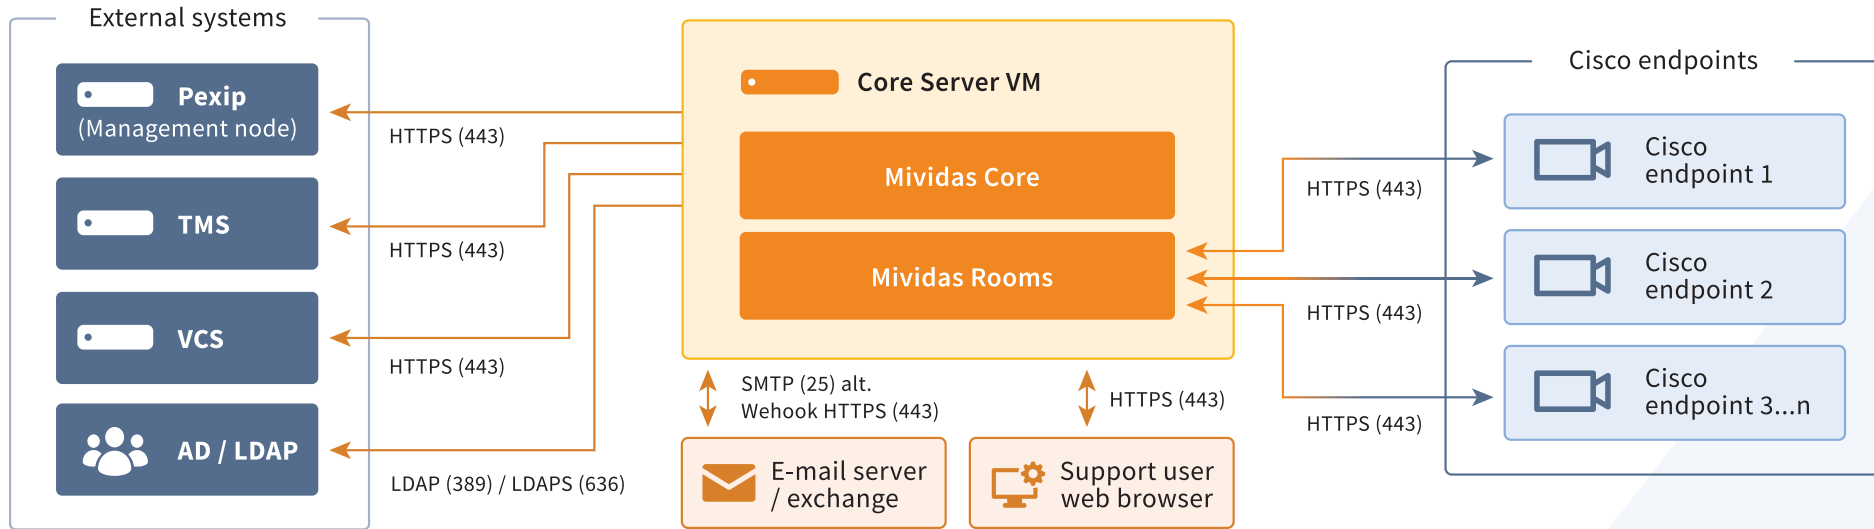 External systems
Pexip
(Management node)
TMS
VCS
AD / LDAP
HTTPS (443)
HTTPS (443)
HTTPS (443)
LDAP (389) / LDAPS (636)
Core Server VM
Mividas Core
Mividas Rooms
SMTP (25) alt.
Wehook HTTPS (443)
HTTPS (443)
E-mail server
/ exchange
Support user
web browser
HTTPS (443)
HTTPS (443)
HTTPS (443)
Cisco endpoints
Cisco
endpoint 1
Cisco
endpoint 2
Cisco
endpoint 3...n